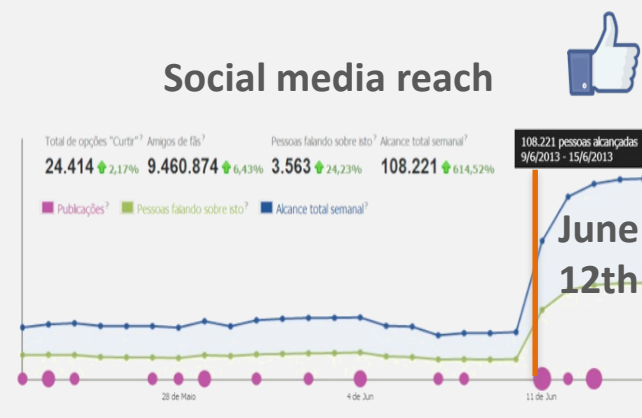 Social media reach
Total de opções "Curtir"? Amigos de fãs? Pessoas falando sobre isto? Alcance total semanal?
24.414 2,17% 9.460.874 6,43% 3.563 24,23% 108.221 614,52%
108.221 pessoas alcançadas
9/6/2013 - 15/6/2013
Publicações? Pessoas falando sobre isto? Alcance total semanal?
June
12th
28 de Maio 4 de Jun 11 de Jun